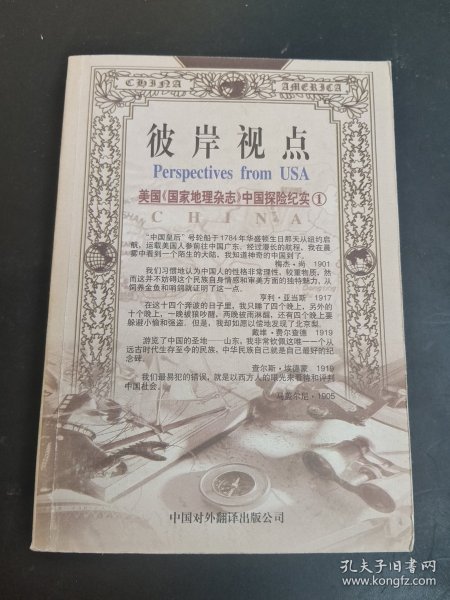 CHINA AMERICA
彼岸视点
Perspectives from USA
美国《国家地理杂志》中国探险纪实①
CHINA
“中国皇后”号轮船于1784年华盛顿生日那天从纽约启
航，运载美国人参前往中国广东。经过漫长的航程，我在晨
雾中看到一个陌生的大陆，我知道神奇的中国到了。
梅杰·尚 1901
我们习惯地认为中国人的性格非常理性，较重物质，然
而这并不妨碍这个民族自身情感和审美方面的独特魅力，从
饲养金鱼和哨鸽就证明了这一点。
亨利·亚当斯 1917
在这十四个奔波的日子里，我只睡了四个晚上，另外的
十个晚上，一晚被狼吵醒，两晚被雨淋醒，还有四个晚上要
躲避小偷和强盗。但是，我却如愿以偿地发现了北京梨。
戴维·费尔查德 1919
游览了中国的圣地——山东，我非常钦佩这唯一一个从
远古时代生存至今的民族，中华民族自己就是自己最好的纪
念碑。
查尔斯·埃德蒙 1919
我们最易犯的错误，就是以西方人的眼光来看待和评判
中国社会。
马莫尔尼·1905
中国对外翻译出版公司
孔夫子旧书网
www.kongfz.com